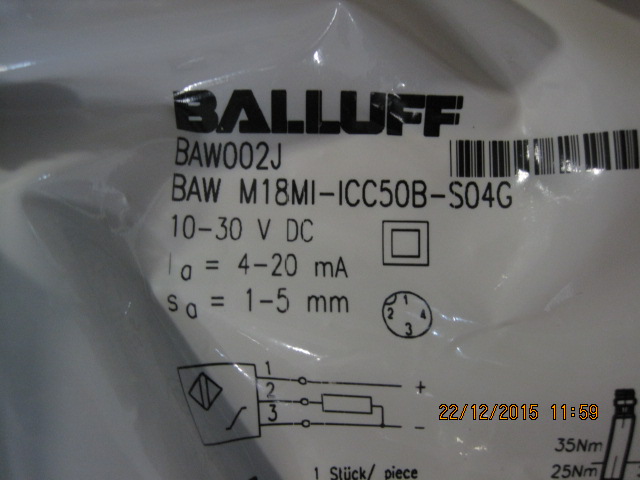 BALLUFF
BAW002J
BAW M18MI-ICC50B-S04G
10-30 V DC
Ia = 4-20 mA
sa = 1-5 mm
1
2
4
3
1
+
2
3
-
22/12/2015 11:59
35Nm
25Nm
1 Stück/ piece